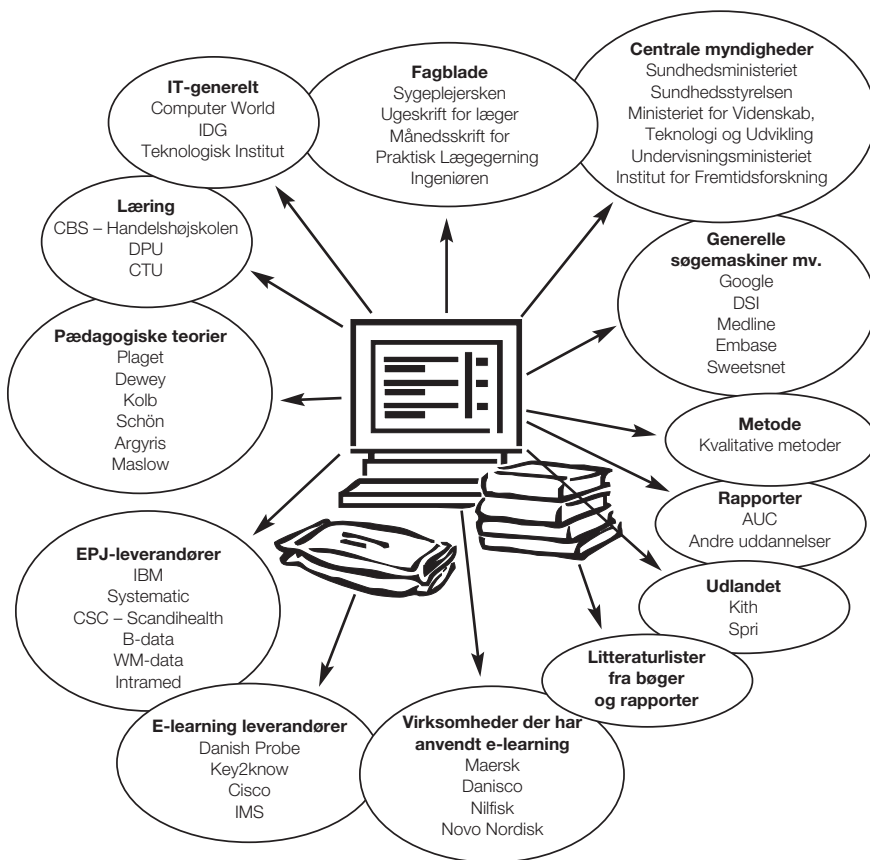 IT-generelt
Computer World
IDG
Teknologisk Institut
Fagblade
Sygeplejersken
Ugeskrift for læger
Månedsskrift for
Praktisk Lægegerning
Ingeniøren
Centrale myndigheder
Sundhedsministeriet
Sundhedsstyrelsen
Ministeriet for Videnskab,
Teknologi og Udvikling
Undervisningsministeriet
Institut for Fremtidsforskning
Læring
CBS – Handelshøjskolen
DPU
CTU
Generelle
søgemaskiner mv.
Google
DSI
Medline
Embase
Sweetsnet
Pædagogiske teorier
Plaget
Dewey
Kolb
Schön
Argyris
Maslow
Metode
Kvalitative metoder
Rapporter
AUC
Andre uddannelser
EPJ-leverandører
IBM
Systematic
CSC – Scandihealth
B-data
WM-data
Intramed
Udlandet
Kith
Spri
Litteraturlister
fra bøger
og rapporter
E-learning leverandører
Danish Probe
Key2know
Cisco
IMS
Virksomheder der har
anvendt e-learning
Maersk
Danisco
Nilfisk
Novo Nordisk